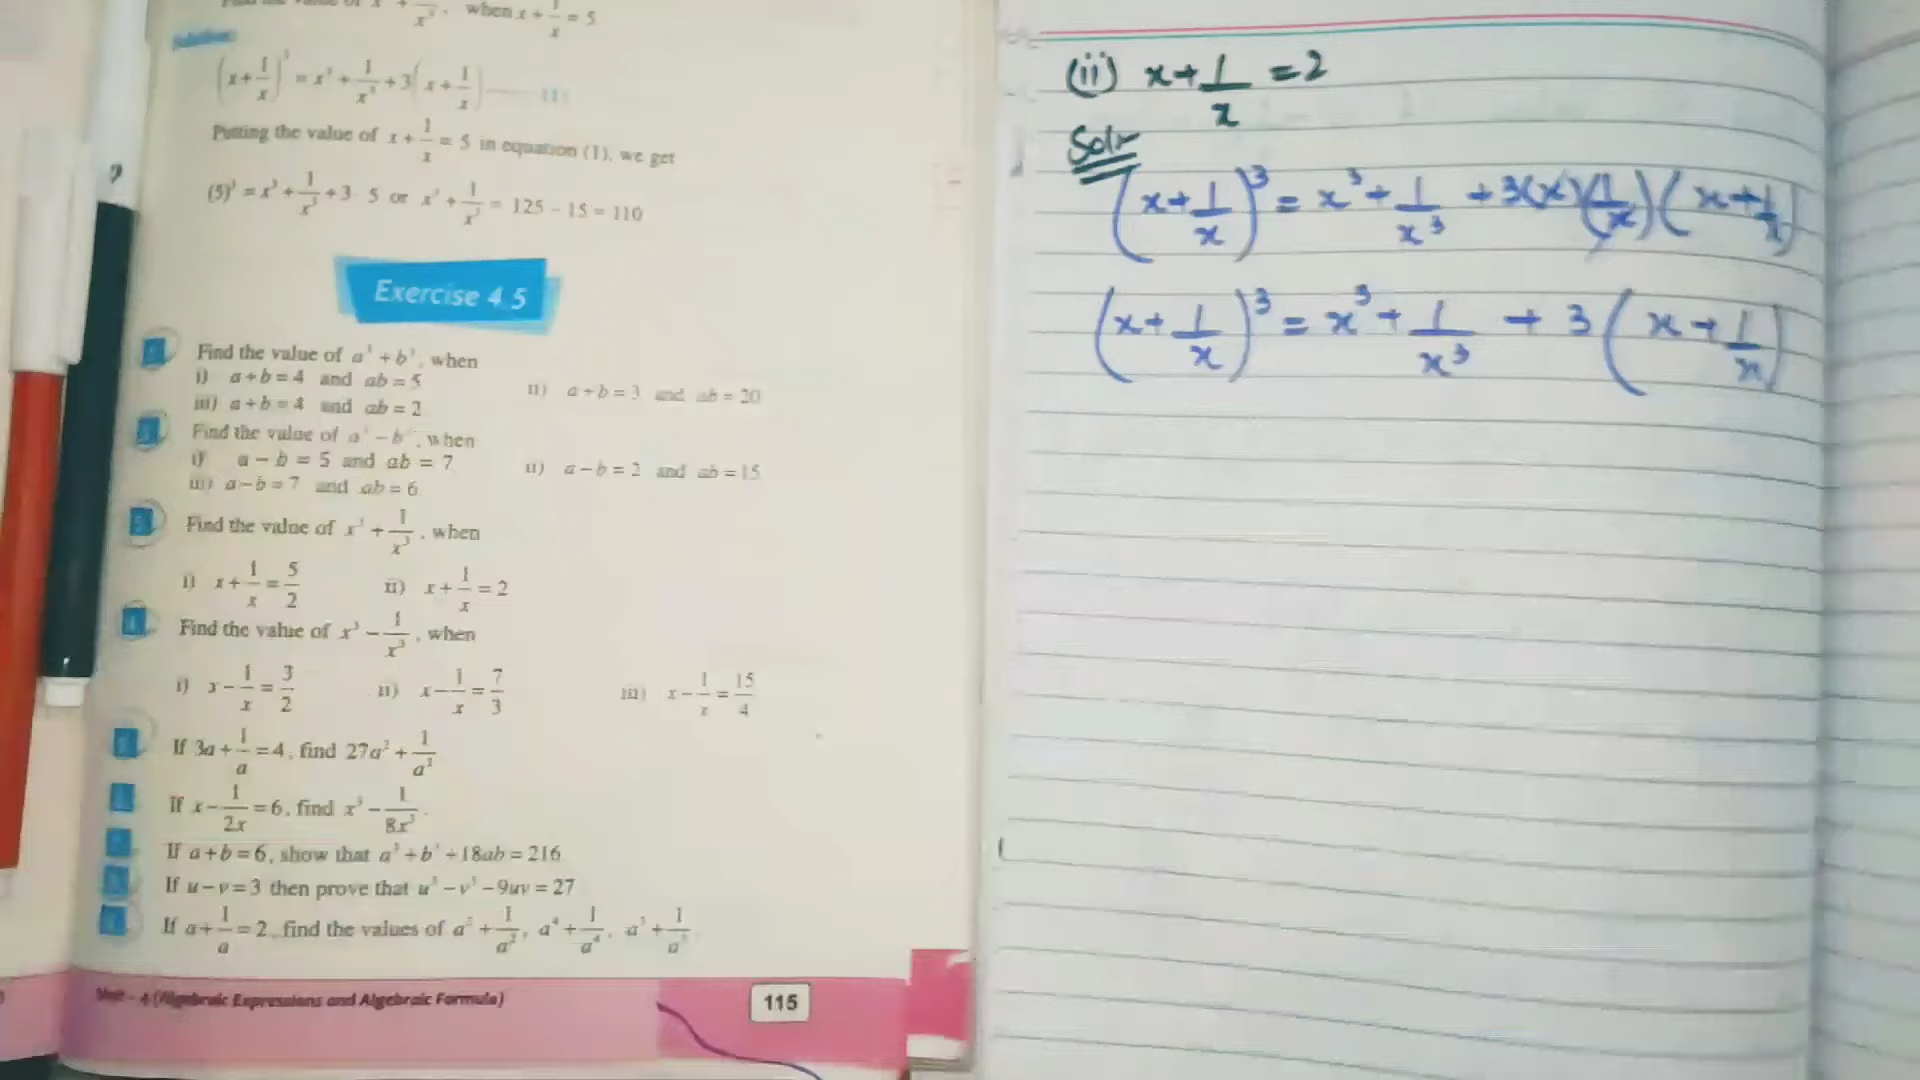 when x + 1/x = 5
Solution:
(x + 1/x)³ = x³ + 1/x³ + 3(x + 1/x) —— (1)
Putting the value of x + 1/x = 5 in equation (1), we get
(5)³ = x³ + 1/x³ + 3 · 5 or x³ + 1/x³ = 125 – 15 = 110
Exercise 4.5
Find the value of a³ + b³, when
i) a + b = 4 and ab = 5
ii) a + b = 3 and ab = 20
iii) a + b = 4 and ab = 2
Find the value of a³ – b³, when
i) a – b = 5 and ab = 7
ii) a – b = 2 and ab = 15
iii) a – b = 7 and ab = 6
Find the value of x³ + 1/x³, when
i) x + 1/x = 5/2 ii) x + 1/x = 2
4. Find the value of x³ – 1/x³, when
i) x – 1/x = 3/2 ii) x – 1/x = 7/3 iii) x – 1/x = 15/4
If 3a + 1/a = 4, find 27a³ + 1/a³
If x – 1/2x = 6, find x³ – 1/8x³.
If a + b = 6, show that a³ + b³ + 18ab = 216
If u – v = 3 then prove that u³ – v³ – 9uv = 27
If a + 1/a = 2, find the values of a² + 1/a², a⁴ + 1/a⁴, a³ + 1/a³
Unit – 4 (Algebraic Expressions and Algebraic Formula)
115
(ii) x + 1/x = 2
Soln
(x + 1/x)³ = x³ + 1/x³ + 3(x)(1/x)(x + 1/x)
(x + 1/x)³ = x³ + 1/x³ + 3(x + 1/x)